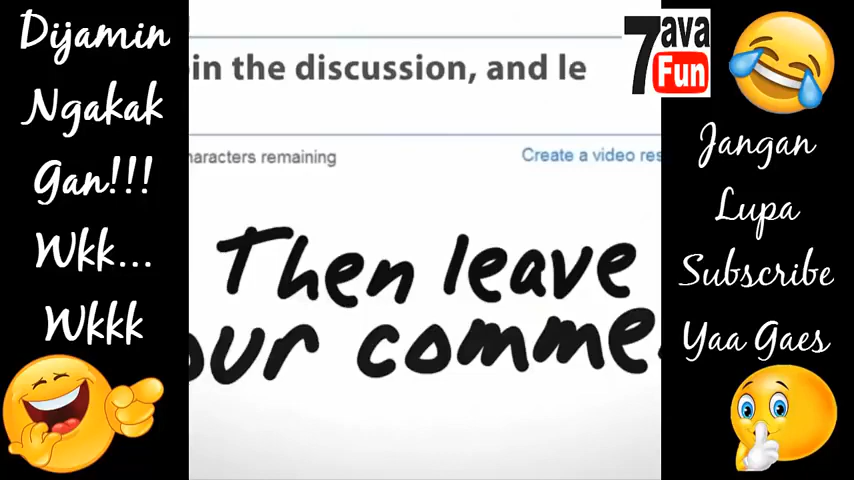 Dijamin
Ngakak
Gan!!!
Wkk...
Wkkk
in the discussion, and le
haracters remaining
Create a video res
Then leave
our comme
7ava
Fun
Jangan
Lupa
Subscribe
Yaa Gaes